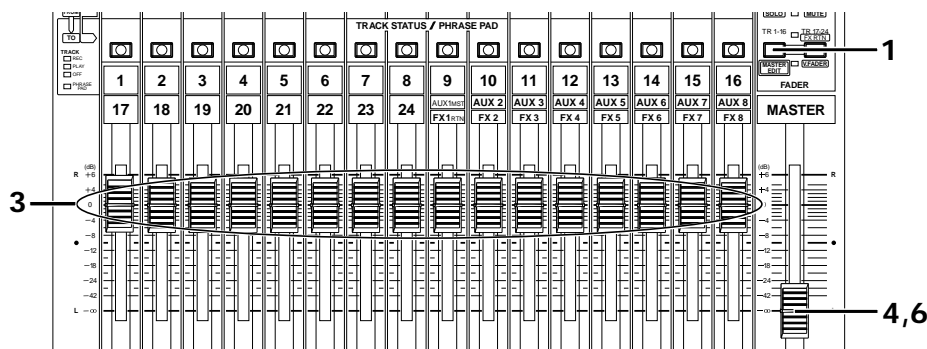 TRACK STATUS / PHRASE PAD
SOLO MUTE
TO
TR 1-16 TR 17-24
FX RTN
1
TRACK
REC
PLAY
OFF
PHRASE
PAD
MASTER
EDIT
V.FADER
FADER
1 2 3 4 5 6 7 8 9 10 11 12 13 14 15 16
17 18 19 20 21 22 23 24 AUX1MST AUX 2 AUX 3 AUX 4 AUX 5 AUX 6 AUX 7 AUX 8 MASTER
FX1RTN FX 2 FX 3 FX 4 FX 5 FX 6 FX 7 FX 8
(dB) (dB)
R +6 +6 R
+4 +4
3 0
-4 -4
-8 -8
-12 -12
-18 -18
-24 -24
-42 -42
L -∞ -∞
4,6